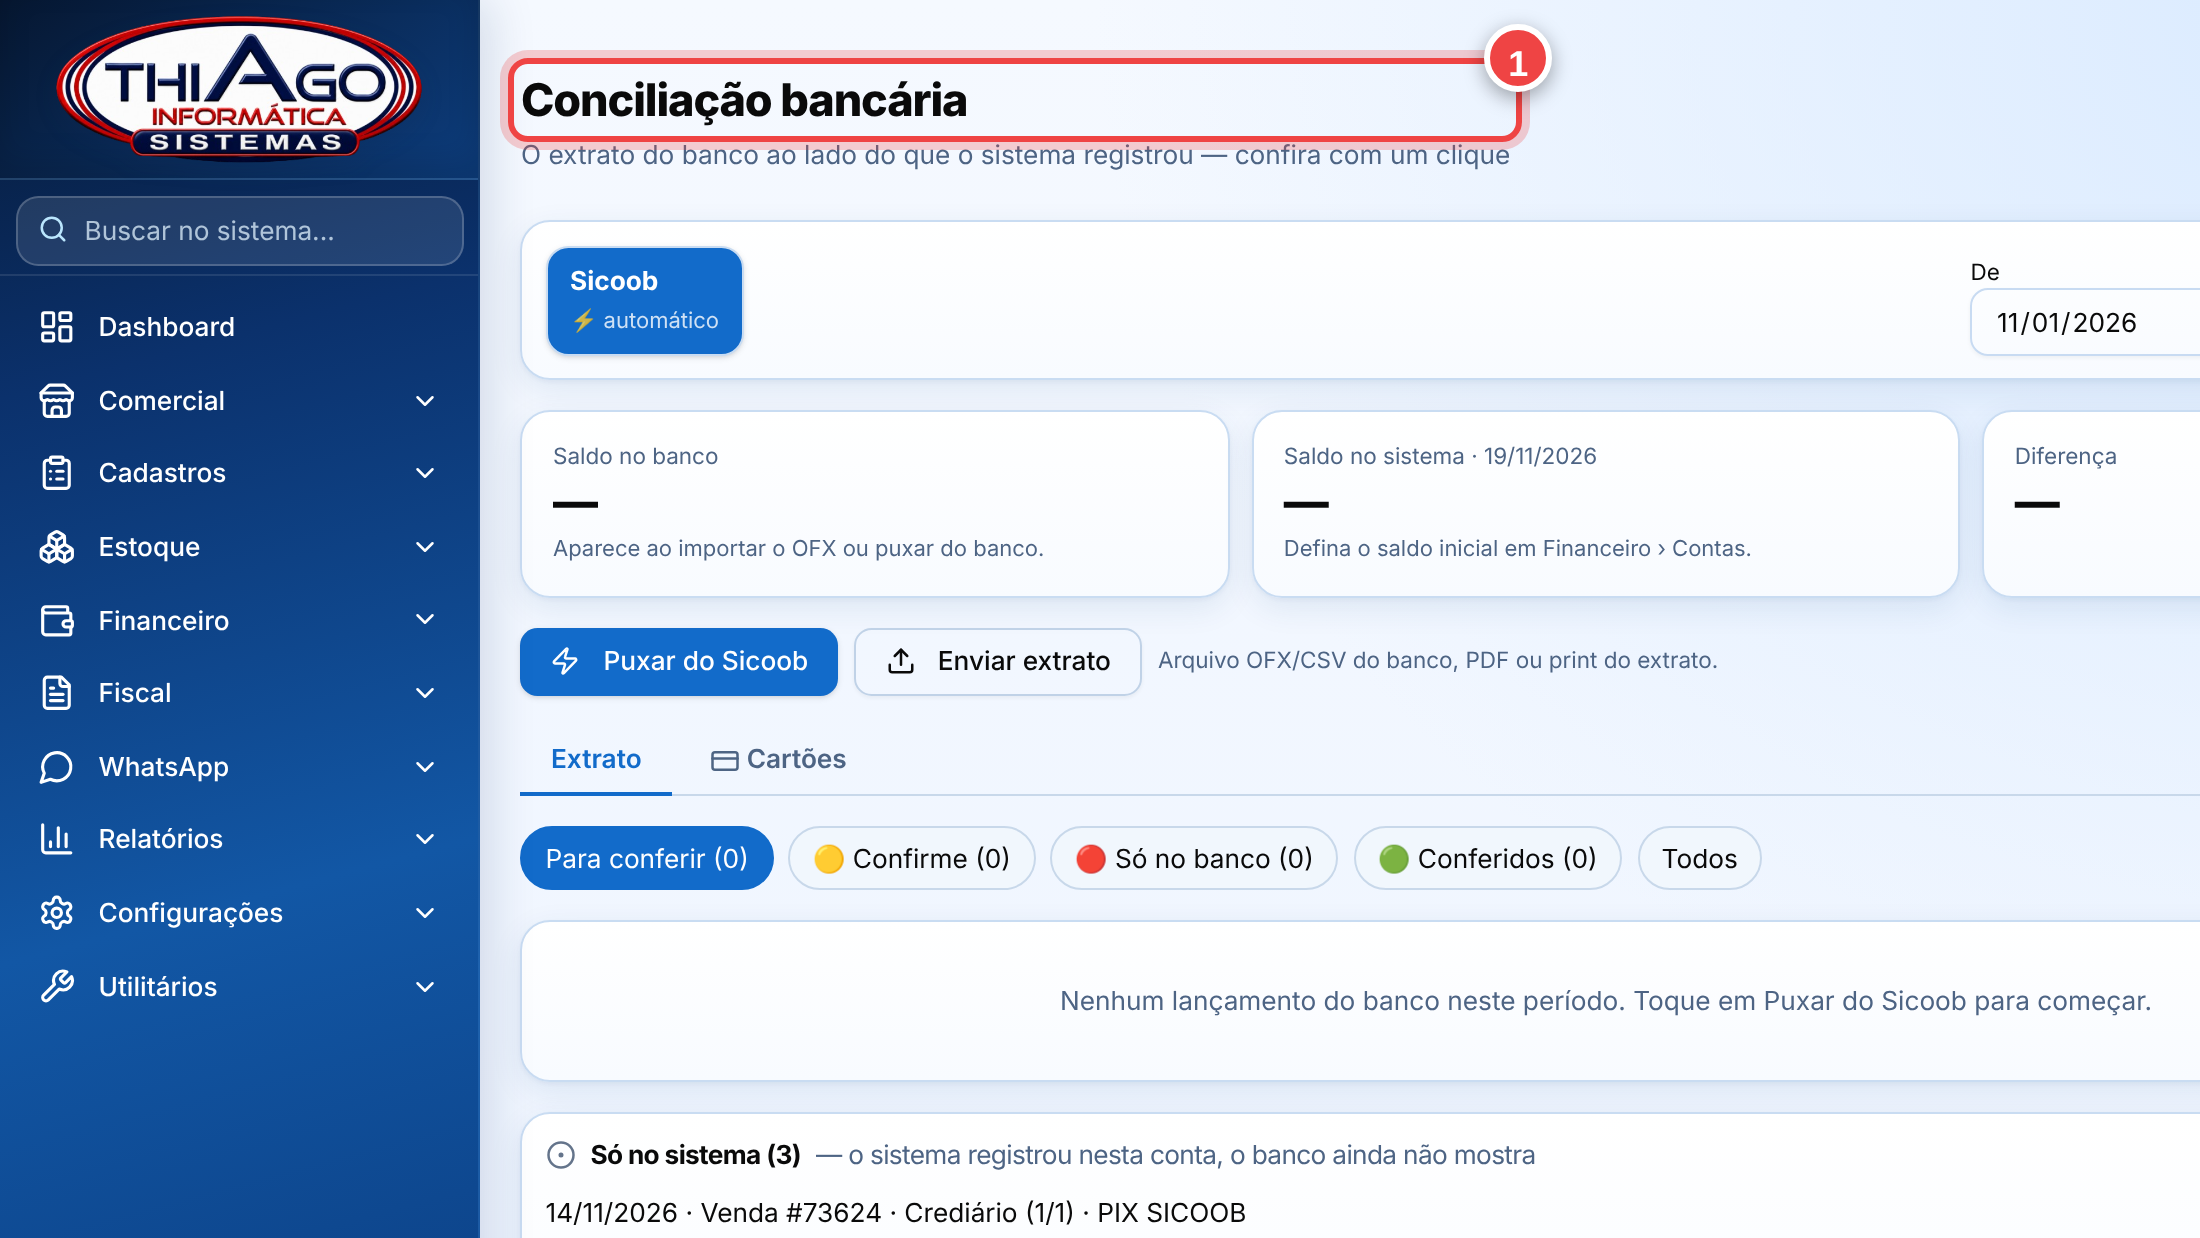 THIAGO
INFORMÁTICA
SISTEMAS
Buscar no sistema...
Dashboard
Comercial
Cadastros
Estoque
Financeiro
Fiscal
WhatsApp
Relatórios
Configurações
Utilitários
1
Conciliação bancária
O extrato do banco ao lado do que o sistema registrou — confira com um clique
Sicoob
⚡ automático
De
11/01/2026
Saldo no banco
—
Aparece ao importar o OFX ou puxar do banco.
Saldo no sistema · 19/11/2026
—
Defina o saldo inicial em Financeiro › Contas.
Diferença
—
Puxar do Sicoob
Enviar extrato
Arquivo OFX/CSV do banco, PDF ou print do extrato.
Extrato
Cartões
Para conferir (0)
🟡 Confirme (0)
🔴 Só no banco (0)
🟢 Conferidos (0)
Todos
Nenhum lançamento do banco neste período. Toque em Puxar do Sicoob para começar.
Só no sistema (3) — o sistema registrou nesta conta, o banco ainda não mostra
14/11/2026 · Venda #73624 · Crediário (1/1) · PIX SICOOB